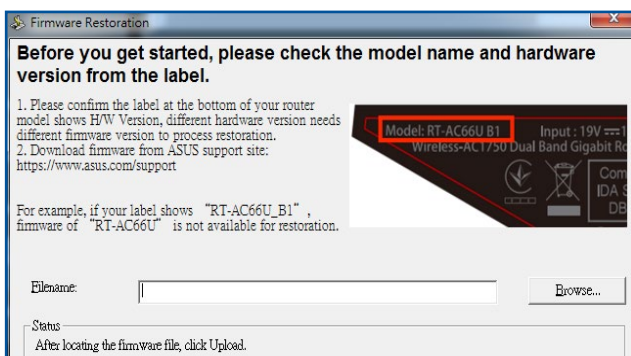 Firmware Restoration
Before you get started, please check the model name and hardware
version from the label.
1. Please confirm the label at the bottom of your router
model shows H/W Version, different hardware version needs
different firmware version to process restoration.
2. Download firmware from ASUS support site:
https://www.asus.com/support
For example, if your label shows “RT-AC66U_B1”,
firmware of “RT-AC66U” is not available for restoration.
Model: RT-AC66U B1 Input : 19V
Wireless-AC1750 Dual Band Gigabit
Com
IDA
DB
Filename:
Browse...
Status
After locating the firmware file, click Upload.